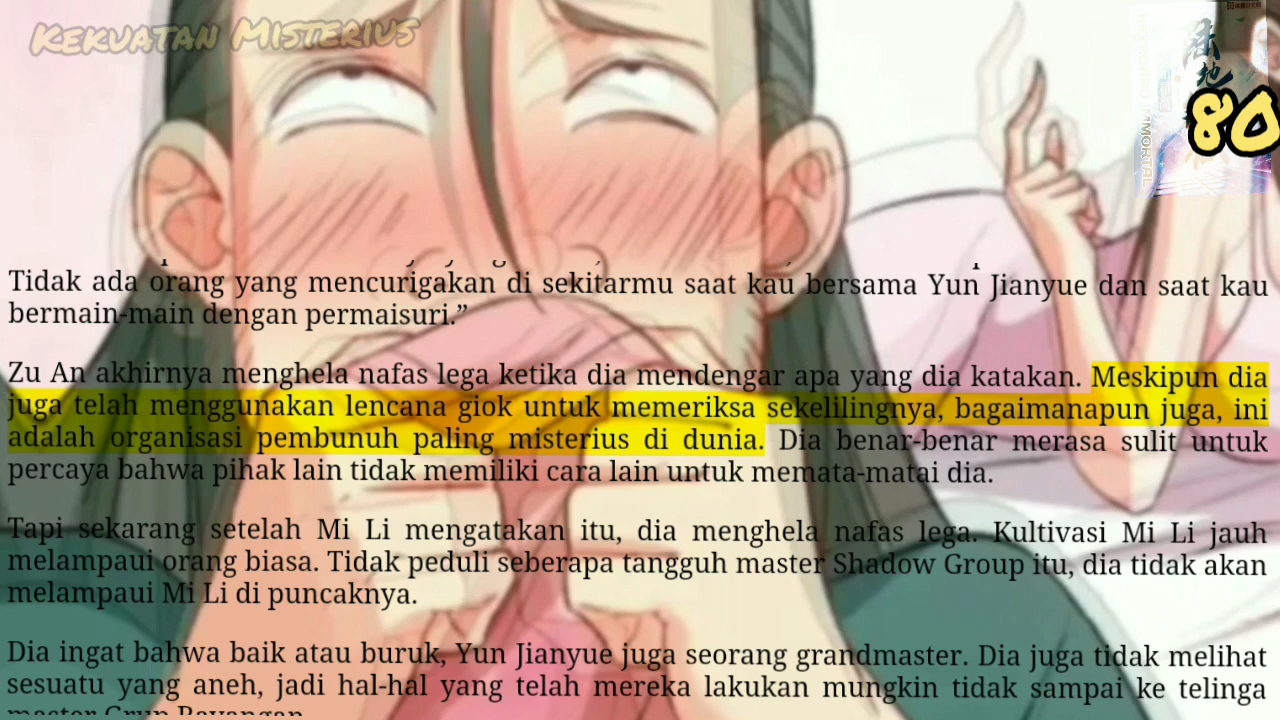 Kekuatan Misterius
80
KEYBOARD IMMORTAL
Tidak ada orang yang mencurigakan di sekitarmu saat kau bersama Yun Jianyue dan saat kau
bermain-main dengan permaisuri.”
Zu An akhirnya menghela nafas lega ketika dia mendengar apa yang dia katakan. Meskipun dia
juga telah menggunakan lencana giok untuk memeriksa sekelilingnya, bagaimanapun juga, ini
adalah organisasi pembunuh paling misterius di dunia. Dia benar-benar merasa sulit untuk
percaya bahwa pihak lain tidak memiliki cara lain untuk memata-matai dia.
Tapi sekarang setelah Mi Li mengatakan itu, dia menghela nafas lega. Kultivasi Mi Li jauh
melampaui orang biasa. Tidak peduli seberapa tangguh master Shadow Group itu, dia tidak akan
melampaui Mi Li di puncaknya.
Dia ingat bahwa baik atau buruk, Yun Jianyue juga seorang grandmaster. Dia juga tidak melihat
sesuatu yang aneh, jadi hal-hal yang telah mereka lakukan mungkin tidak sampai ke telinga